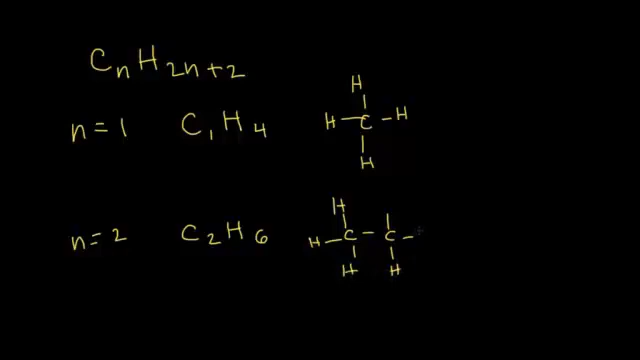 CₙH₂ₙ₊₂
H
n = 1 C₁H₄ H – C – H
H
H
n = 2 C₂H₆ H – C – C –
H H